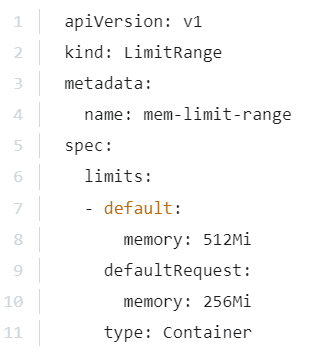 1 apiVersion: v1
2 kind: LimitRange
3 metadata:
4   name: mem-limit-range
5 spec:
6   limits:
7   - default:
8       memory: 512Mi
9     defaultRequest:
10       memory: 256Mi
11     type: Container